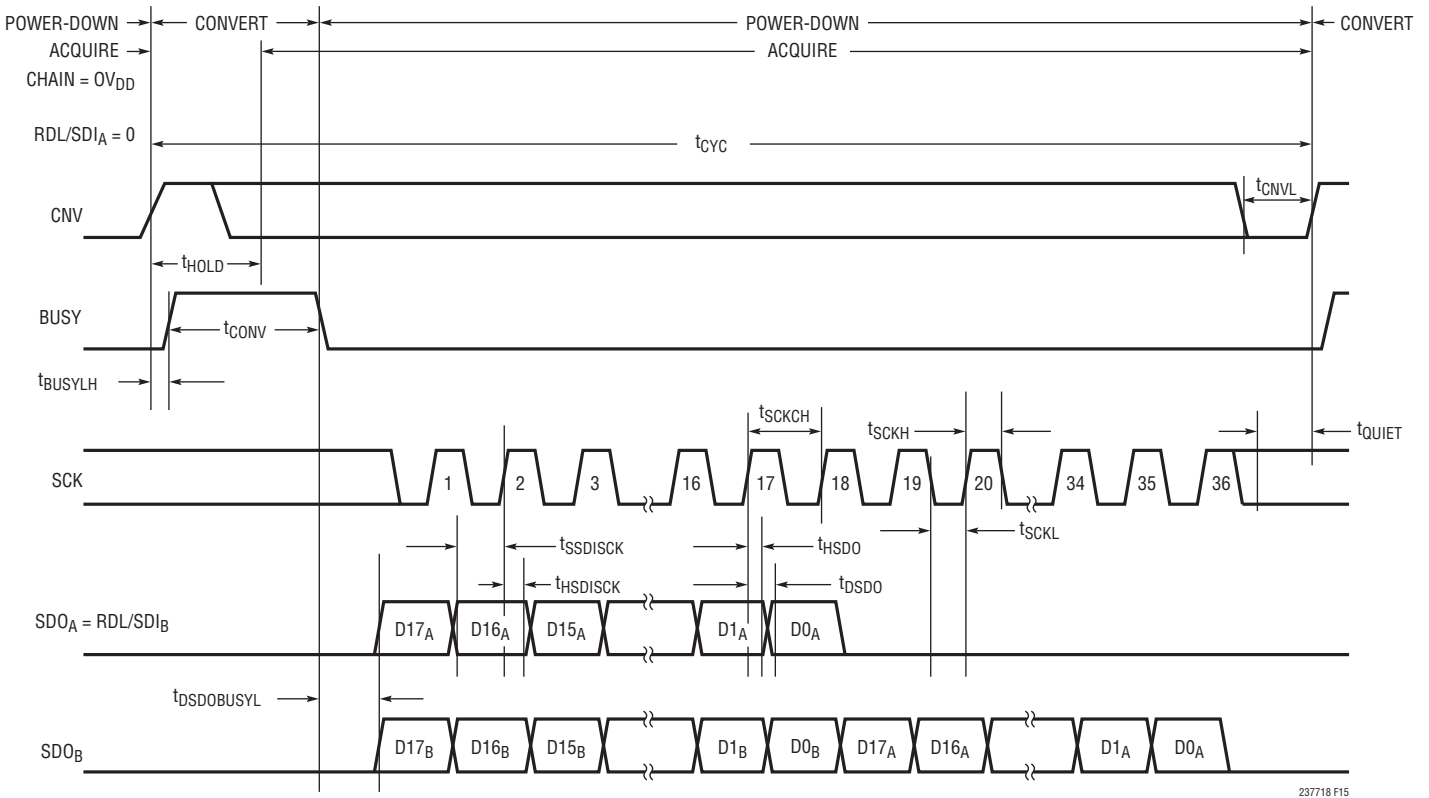 POWER-DOWN CONVERT POWER-DOWN CONVERT
ACQUIRE ACQUIRE
CHAIN = OVDD
RDL/SDIA = 0
tCYC
CNV
tCNVL
tHOLD
BUSY
tCONV
tBUSYLH
tSCKCH
tSCKH
tQUIET
SCK
1 2 3 16 17 18 19 20 34 35 36
tSSDISCK
tHSDO
tSCKL
tHSDISCK
tDSDO
SDOA = RDL/SDIB
D17A D16A D15A D1A D0A
tDSDOBUSYL
SDOB
D17B D16B D15B D1B D0B D17A D16A D1A D0A
237718 F15